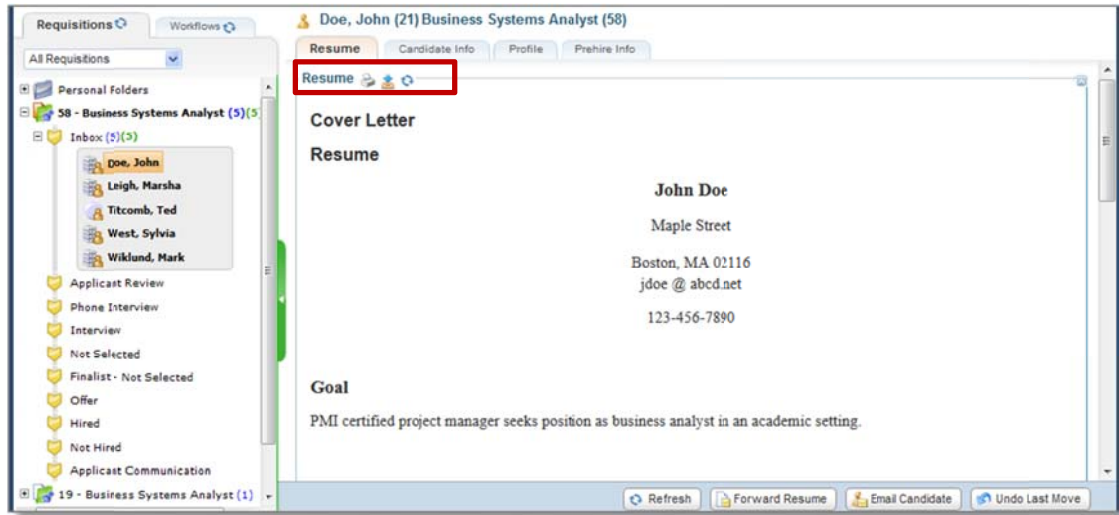 Requisitions
Workflows
All Requisitions
Personal Folders
58 - Business Systems Analyst (5)(5
Inbox (5)(5)
Doe, John
Leigh, Marsha
Titcomb, Ted
West, Sylvia
Wiklund, Mark
Applicant Review
Phone Interview
Interview
Not Selected
Finalist - Not Selected
Offer
Hired
Not Hired
Applicant Communication
19 - Business Systems Analyst (1)
Doe, John (21) Business Systems Analyst (58)
Resume
Candidate Info
Profile
Prehire Info
Resume
Cover Letter
Resume
John Doe
Maple Street
Boston, MA 02116
jdoe @ abcd.net
123-456-7890
Goal
PMI certified project manager seeks position as business analyst in an academic setting.
Refresh
Forward Resume
Email Candidate
Undo Last Move